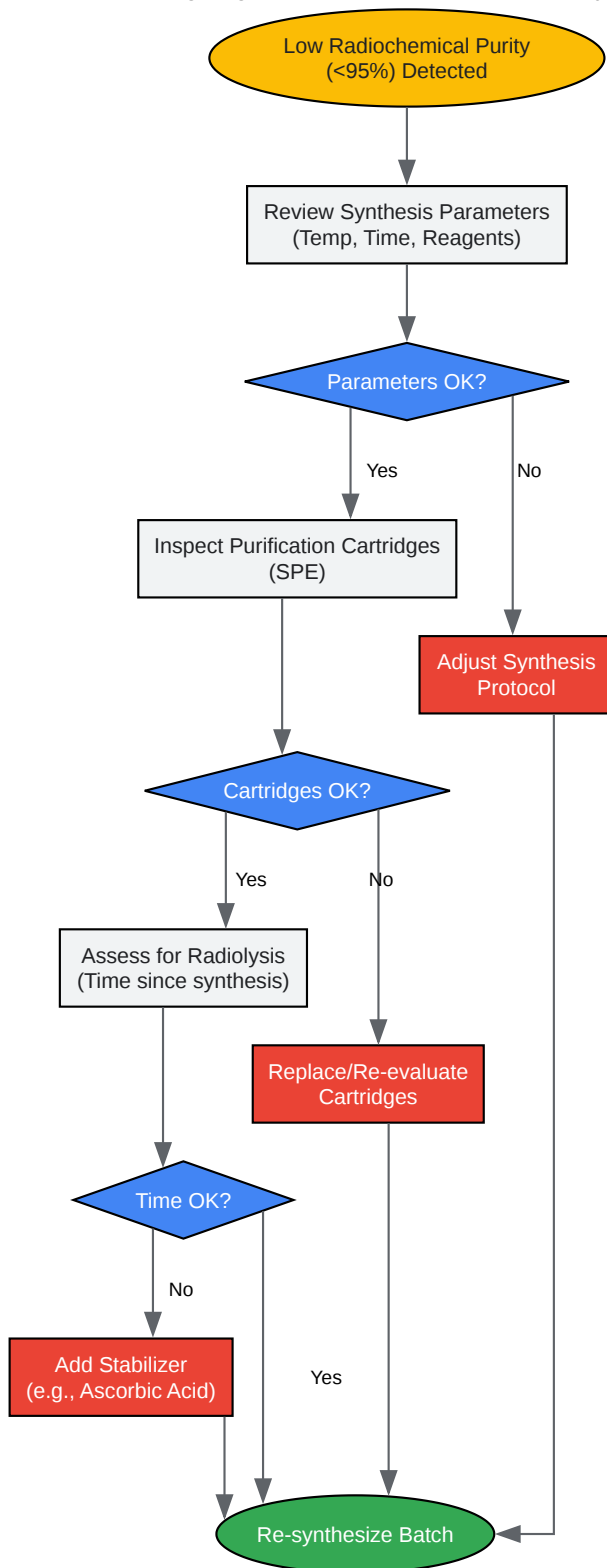 Low Radiochemical Purity
(<95%) Detected
Review Synthesis Parameters
(Temp, Time, Reagents)
Parameters OK?
Yes
No
Inspect Purification Cartridges
(SPE)
Adjust Synthesis
Protocol
Cartridges OK?
Yes
No
Assess for Radiolysis
(Time since synthesis)
Replace/Re-evaluate
Cartridges
Time OK?
No
Add Stabilizer
(e.g., Ascorbic Acid)
Yes
Re-synthesize Batch